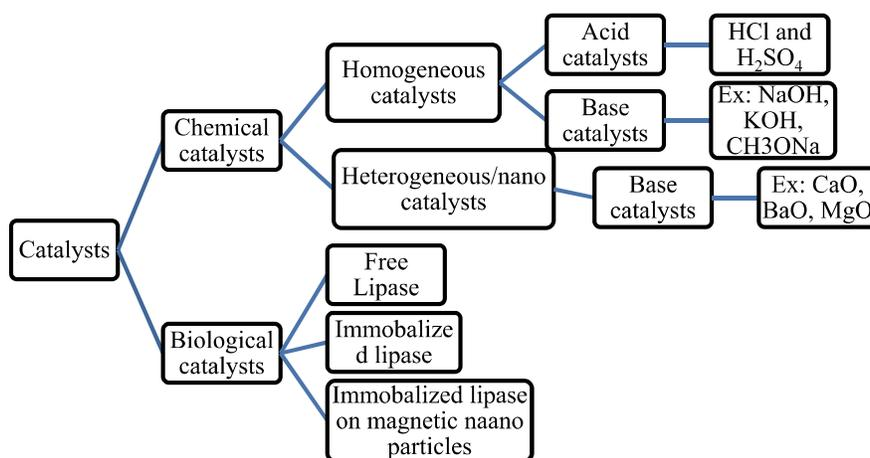 Catalysts
Chemical
catalysts
Homogeneous
catalysts
Acid
catalysts
HCl and
H₂SO₄
Base
catalysts
Ex: NaOH,
KOH,
CH3ONa
Heterogeneous/nano
catalysts
Base
catalysts
Ex: CaO,
BaO, MgO
Biological
catalysts
Free
Lipase
Immobalize
d lipase
Immobalized lipase
on magnetic naano
particles